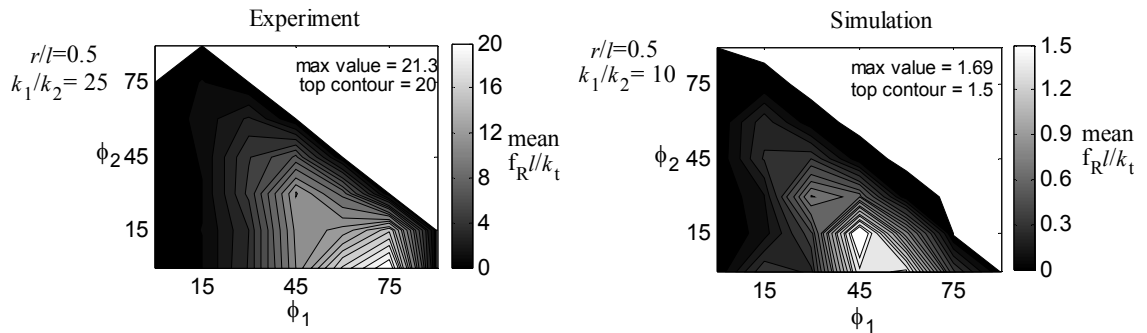 Experiment
r/l=0.5
k1/k2= 25
max value = 21.3
top contour = 20
75
ϕ2 45
15
15 45 75
ϕ1
20
16
12
8
4
0
mean
fRl/kt
Simulation
r/l=0.5
k1/k2= 10
max value = 1.69
top contour = 1.5
75
ϕ2 45
15
15 45 75
ϕ1
1.5
1.2
0.9
0.6
0.3
0
mean
fRl/kt